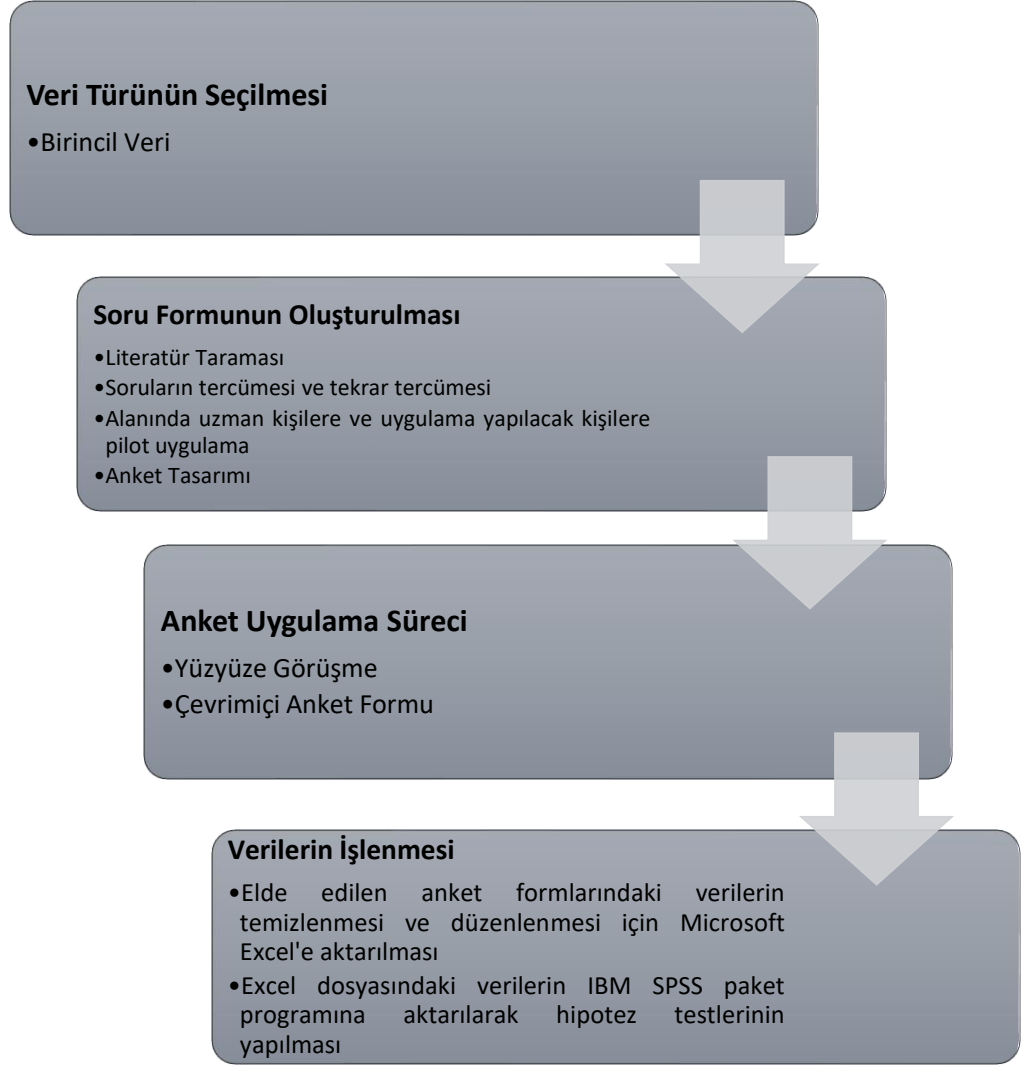 Veri Türünün Seçilmesi
•Birincil Veri
Soru Formunun Oluşturulması
•Literatür Taraması
•Soruların tercümesi ve tekrar tercümesi
•Alanında uzman kişilere ve uygulama yapılacak kişilere
pilot uygulama
•Anket Tasarımı
Anket Uygulama Süreci
•Yüzyüze Görüşme
•Çevrimiçi Anket Formu
Verilerin İşlenmesi
•Elde edilen anket formlarındaki verilerin
temizlenmesi ve düzenlenmesi için Microsoft
Excel'e aktarılması
•Excel dosyasındaki verilerin IBM SPSS paket
programına aktarılarak hipotez testlerinin
yapılması